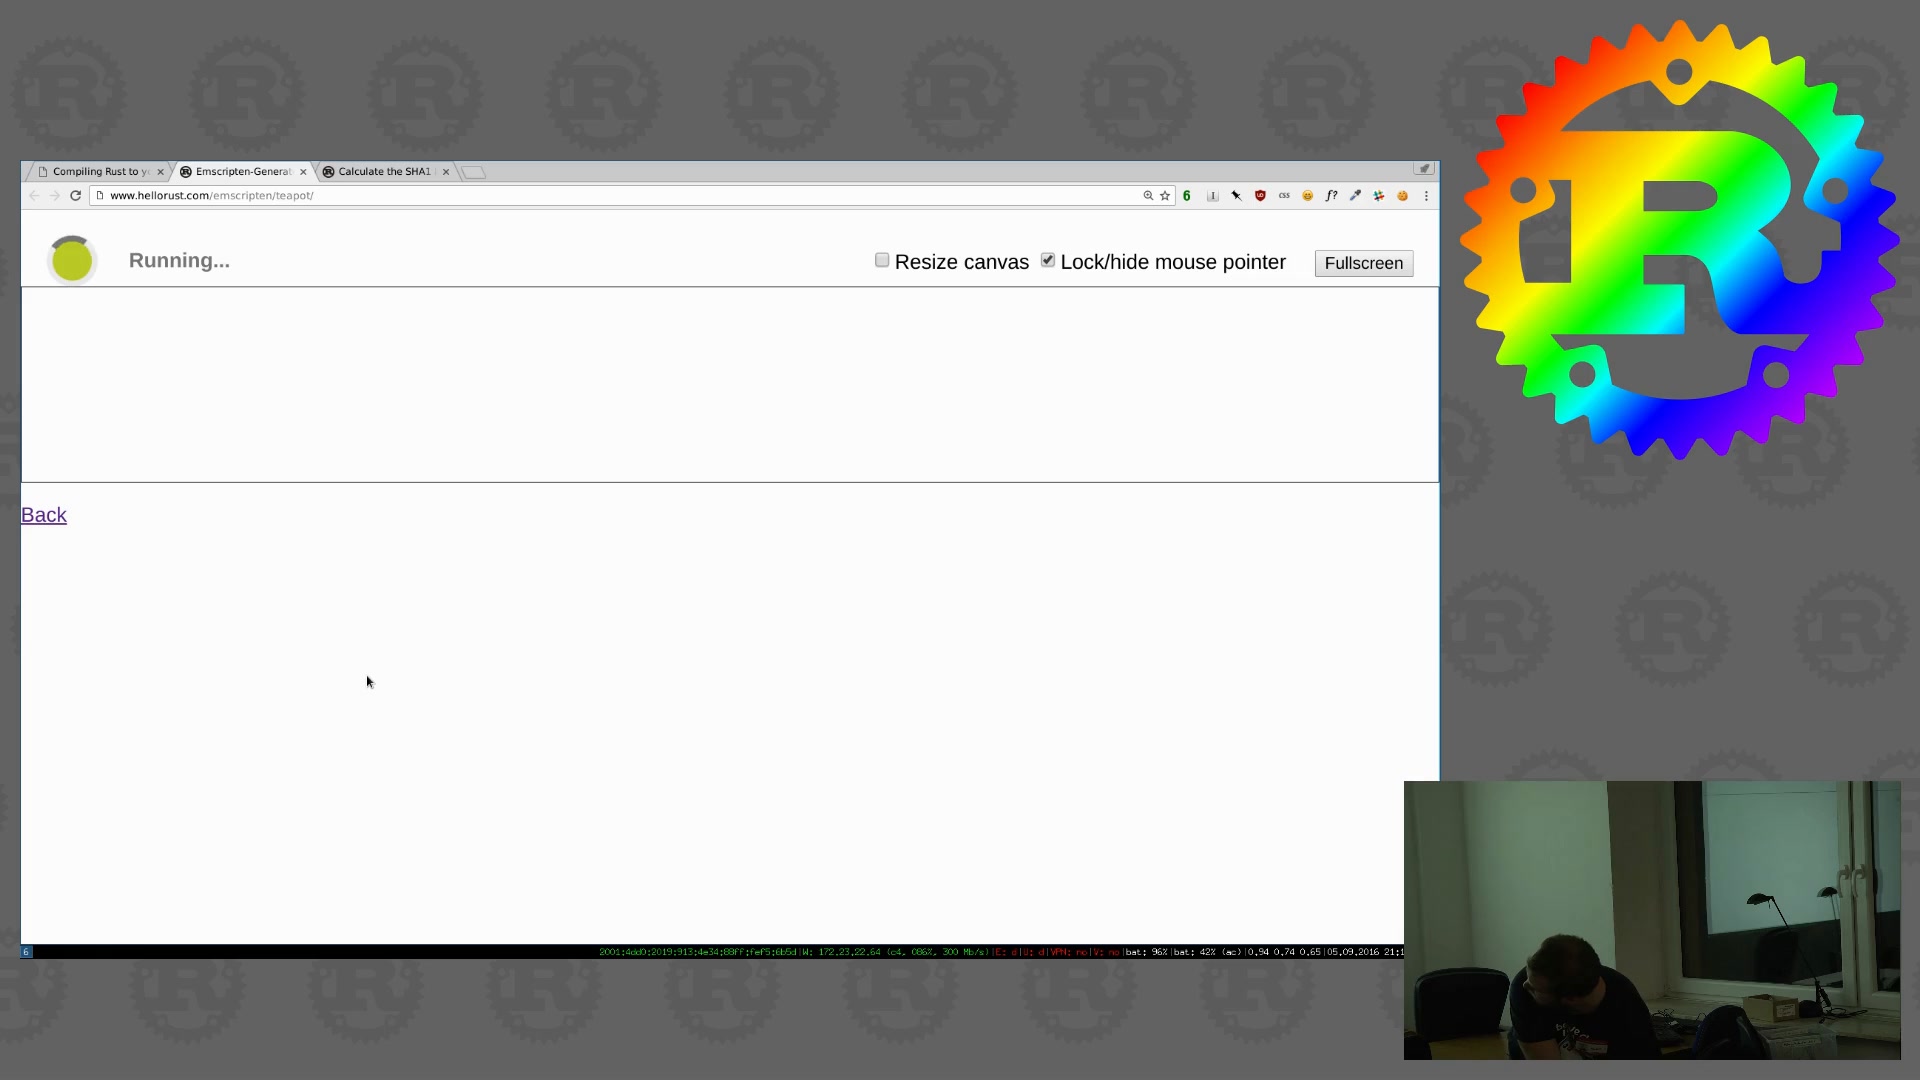 Compiling Rust to y
Emscripten-Generat
Calculate the SHA1
www.hellorust.com/emscripten/teapot/
6
css
f?
Running...
Resize canvas
Lock/hide mouse pointer
Fullscreen
Back
6
2001:4dd0:2019:913:4e34:88ff:fef5:6b5d|W: 172.23.22.64 (c4, 086%, 300 Mb/s)|E: d|U: d|VPN: no|V: no|bat: 96%|bat: 42% (ac)|0.94 0.74 0.65|05.09.2016 21:1